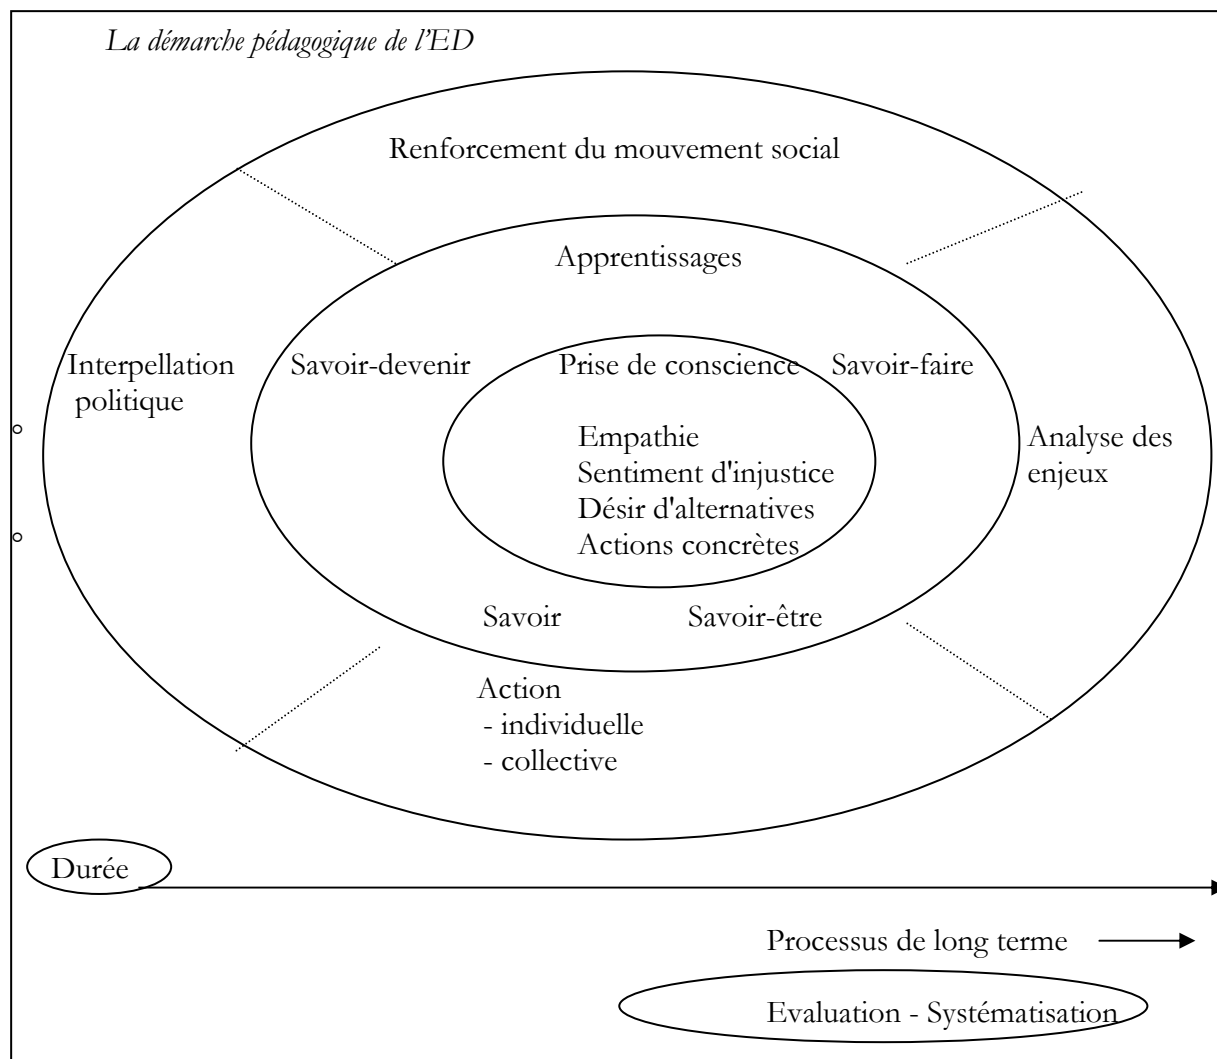 La démarche pédagogique de l'ED
Renforcement du mouvement social
Apprentissages
Interpellation
politique
Savoir-devenir
Prise de conscience
Savoir-faire
Empathie
Sentiment d'injustice
Désir d'alternatives
Actions concrètes
Analyse des
enjeux
Savoir
Savoir-être
Action
- individuelle
- collective
Durée
Processus de long terme
Evaluation - Systématisation